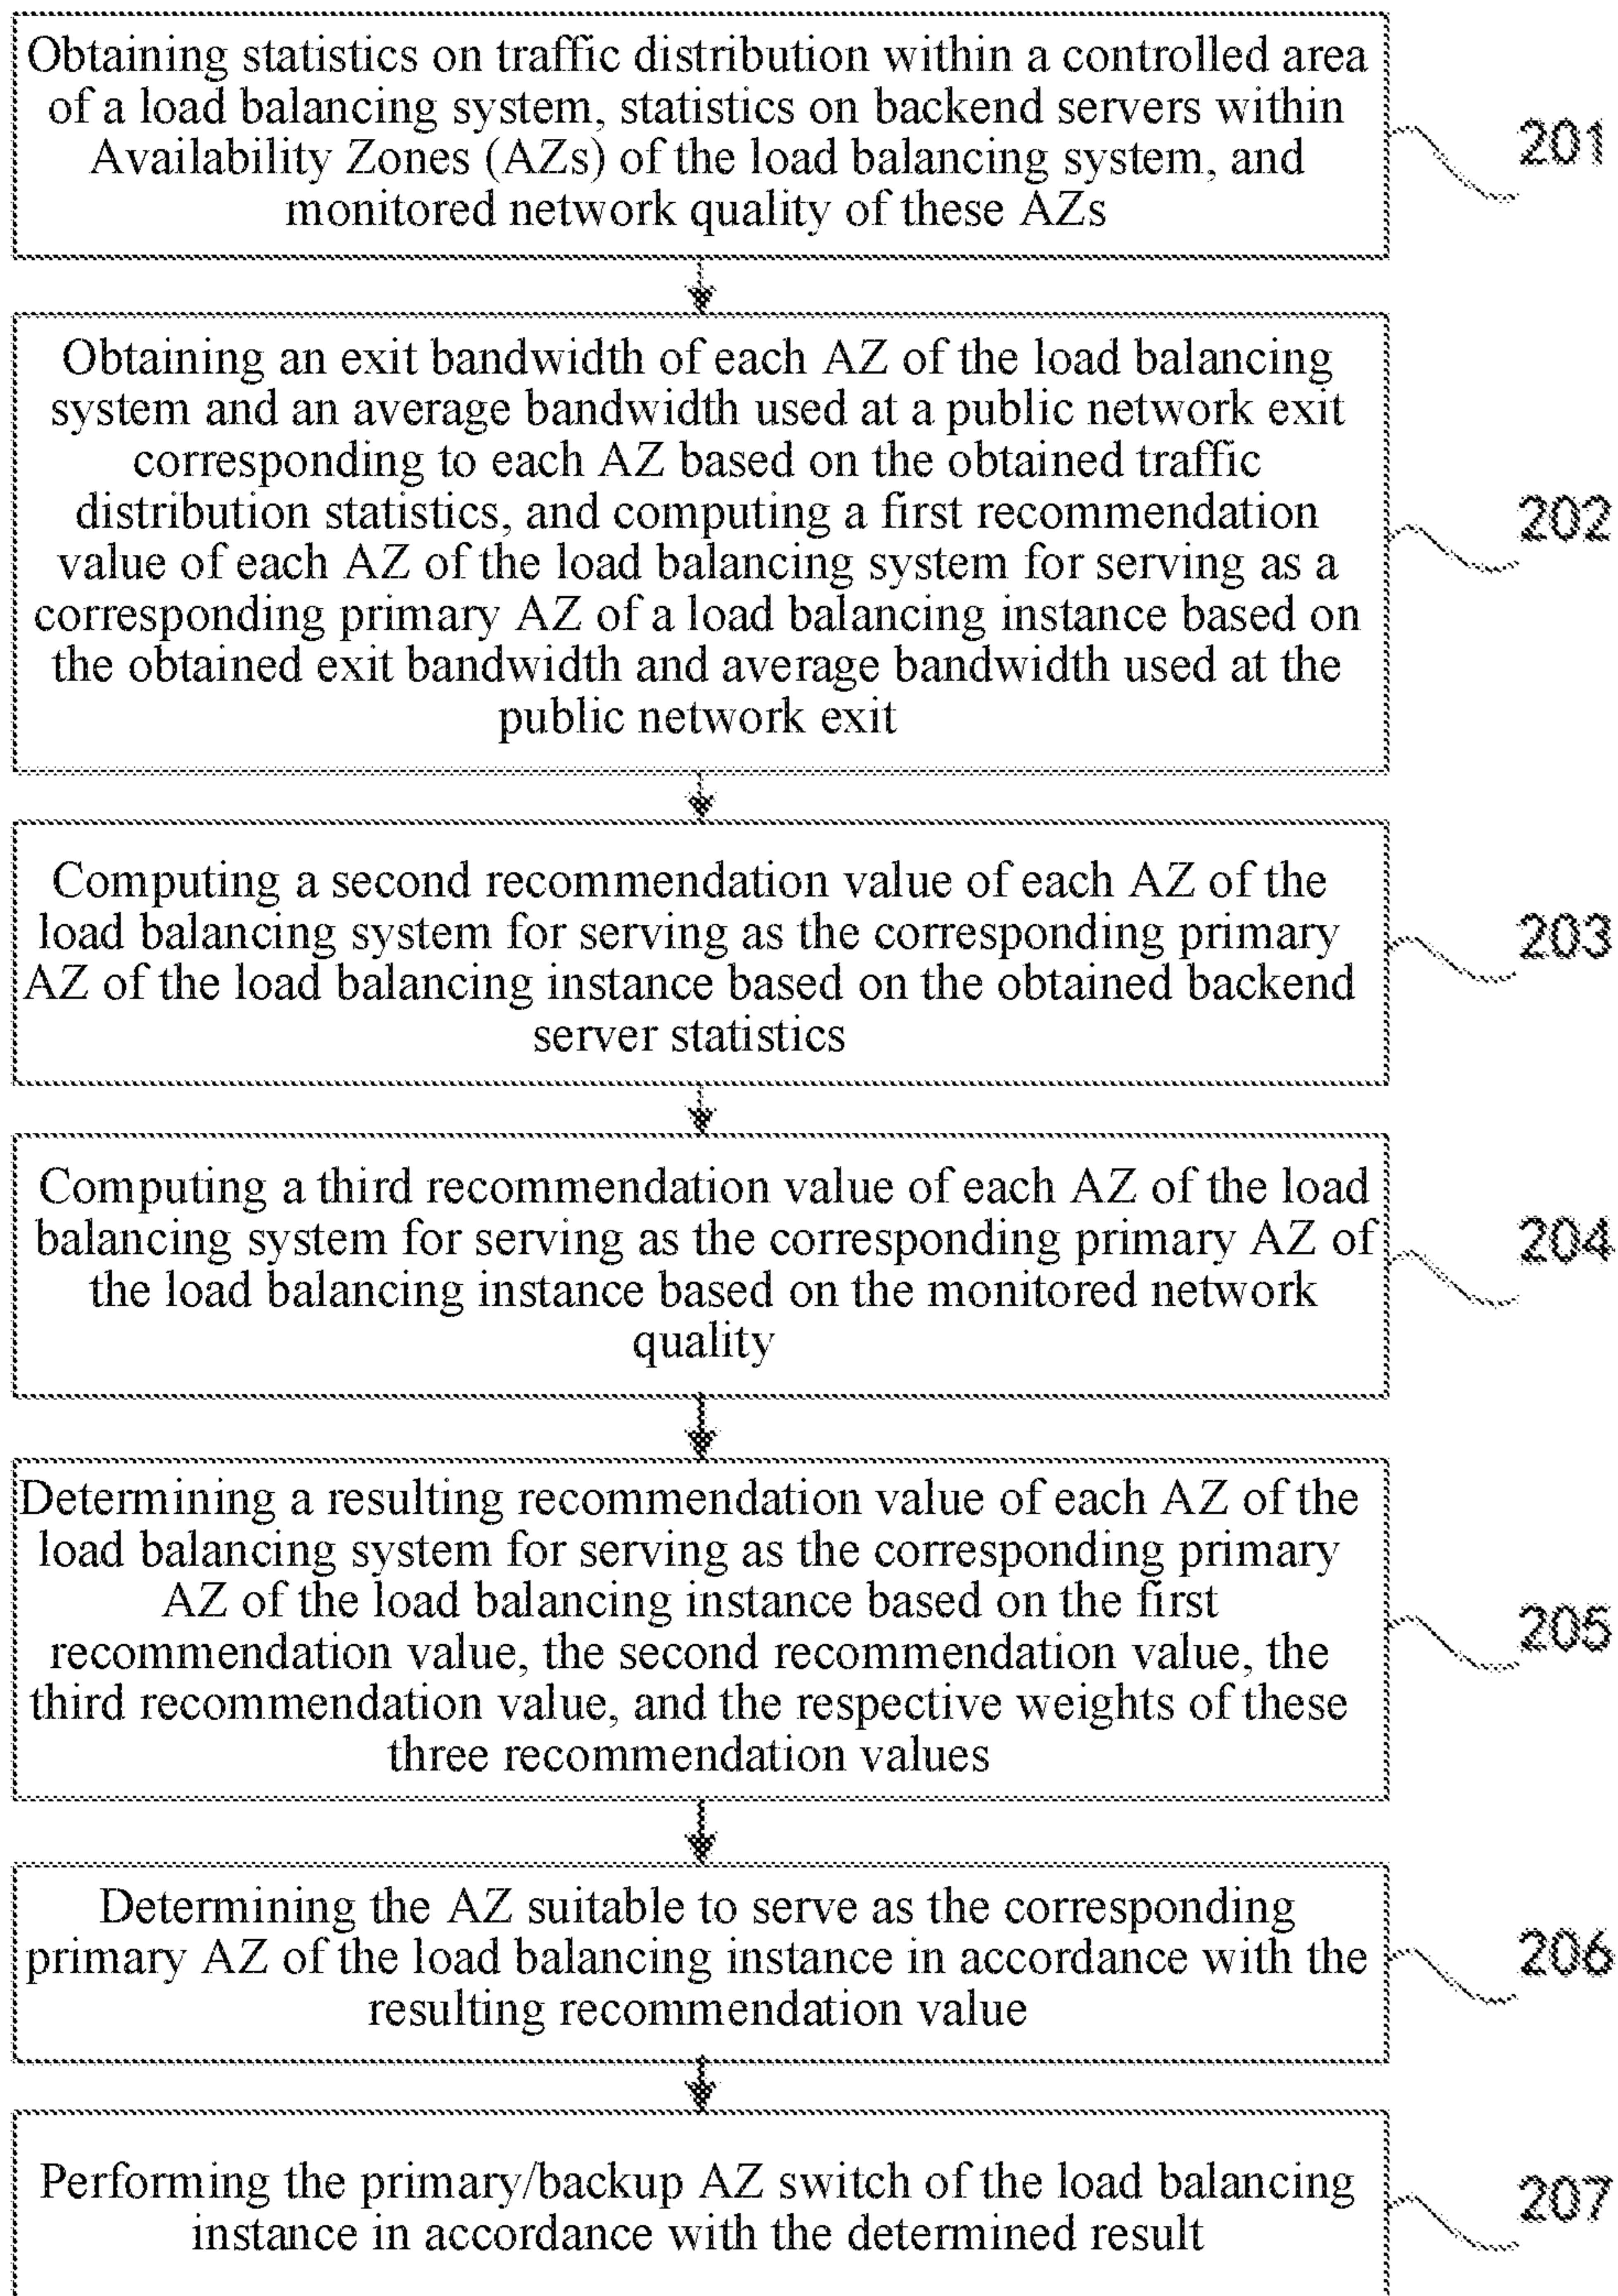 Obtaining statistics on traffic distribution within a controlled area
of a load balancing system, statistics on backend servers within
Availability Zones (AZs) of the load balancing system, and
monitored network quality of these AZs
201
Obtaining an exit bandwidth of each AZ of the load balancing
system and an average bandwidth used at a public network exit
corresponding to each AZ based on the obtained traffic
distribution statistics, and computing a first recommendation
value of each AZ of the load balancing system for serving as a
corresponding primary AZ of a load balancing instance based on
the obtained exit bandwidth and average bandwidth used at the
public network exit
202
Computing a second recommendation value of each AZ of the
load balancing system for serving as the corresponding primary
AZ of the load balancing instance based on the obtained backend
server statistics
203
Computing a third recommendation value of each AZ of the load
balancing system for serving as the corresponding primary AZ of
the load balancing instance based on the monitored network
quality
204
Determining a resulting recommendation value of each AZ of the
load balancing system for serving as the corresponding primary
AZ of the load balancing instance based on the first
recommendation value, the second recommendation value, the
third recommendation value, and the respective weights of these
three recommendation values
205
Determining the AZ suitable to serve as the corresponding
primary AZ of the load balancing instance in accordance with the
resulting recommendation value
206
Performing the primary/backup AZ switch of the load balancing
instance in accordance with the determined result
207